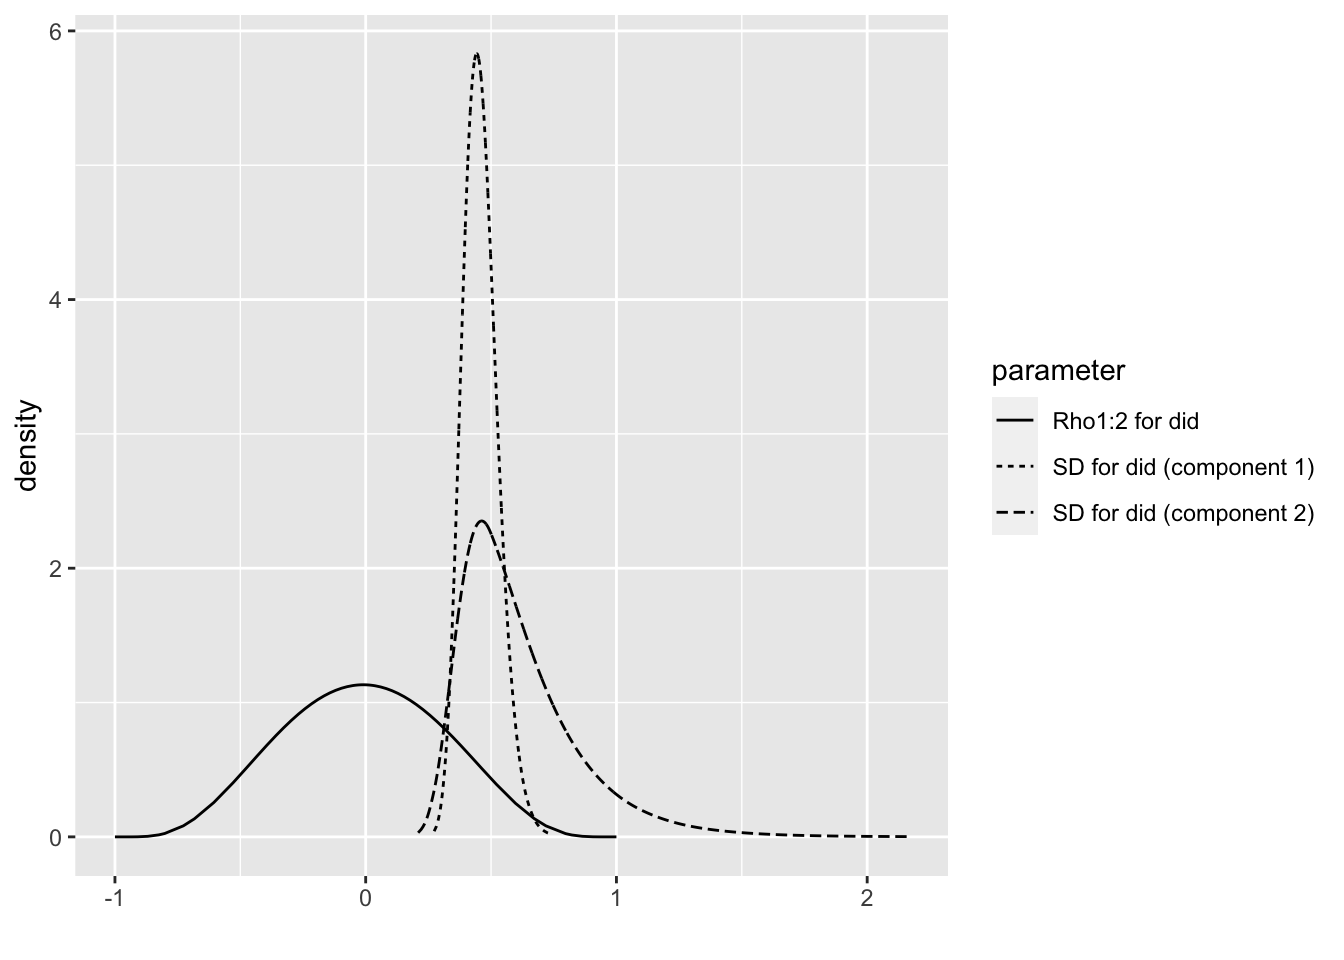 6
4
2
0
density
-1
0
1
2
parameter
Rho1:2 for did
SD for did (component 1)
SD for did (component 2)